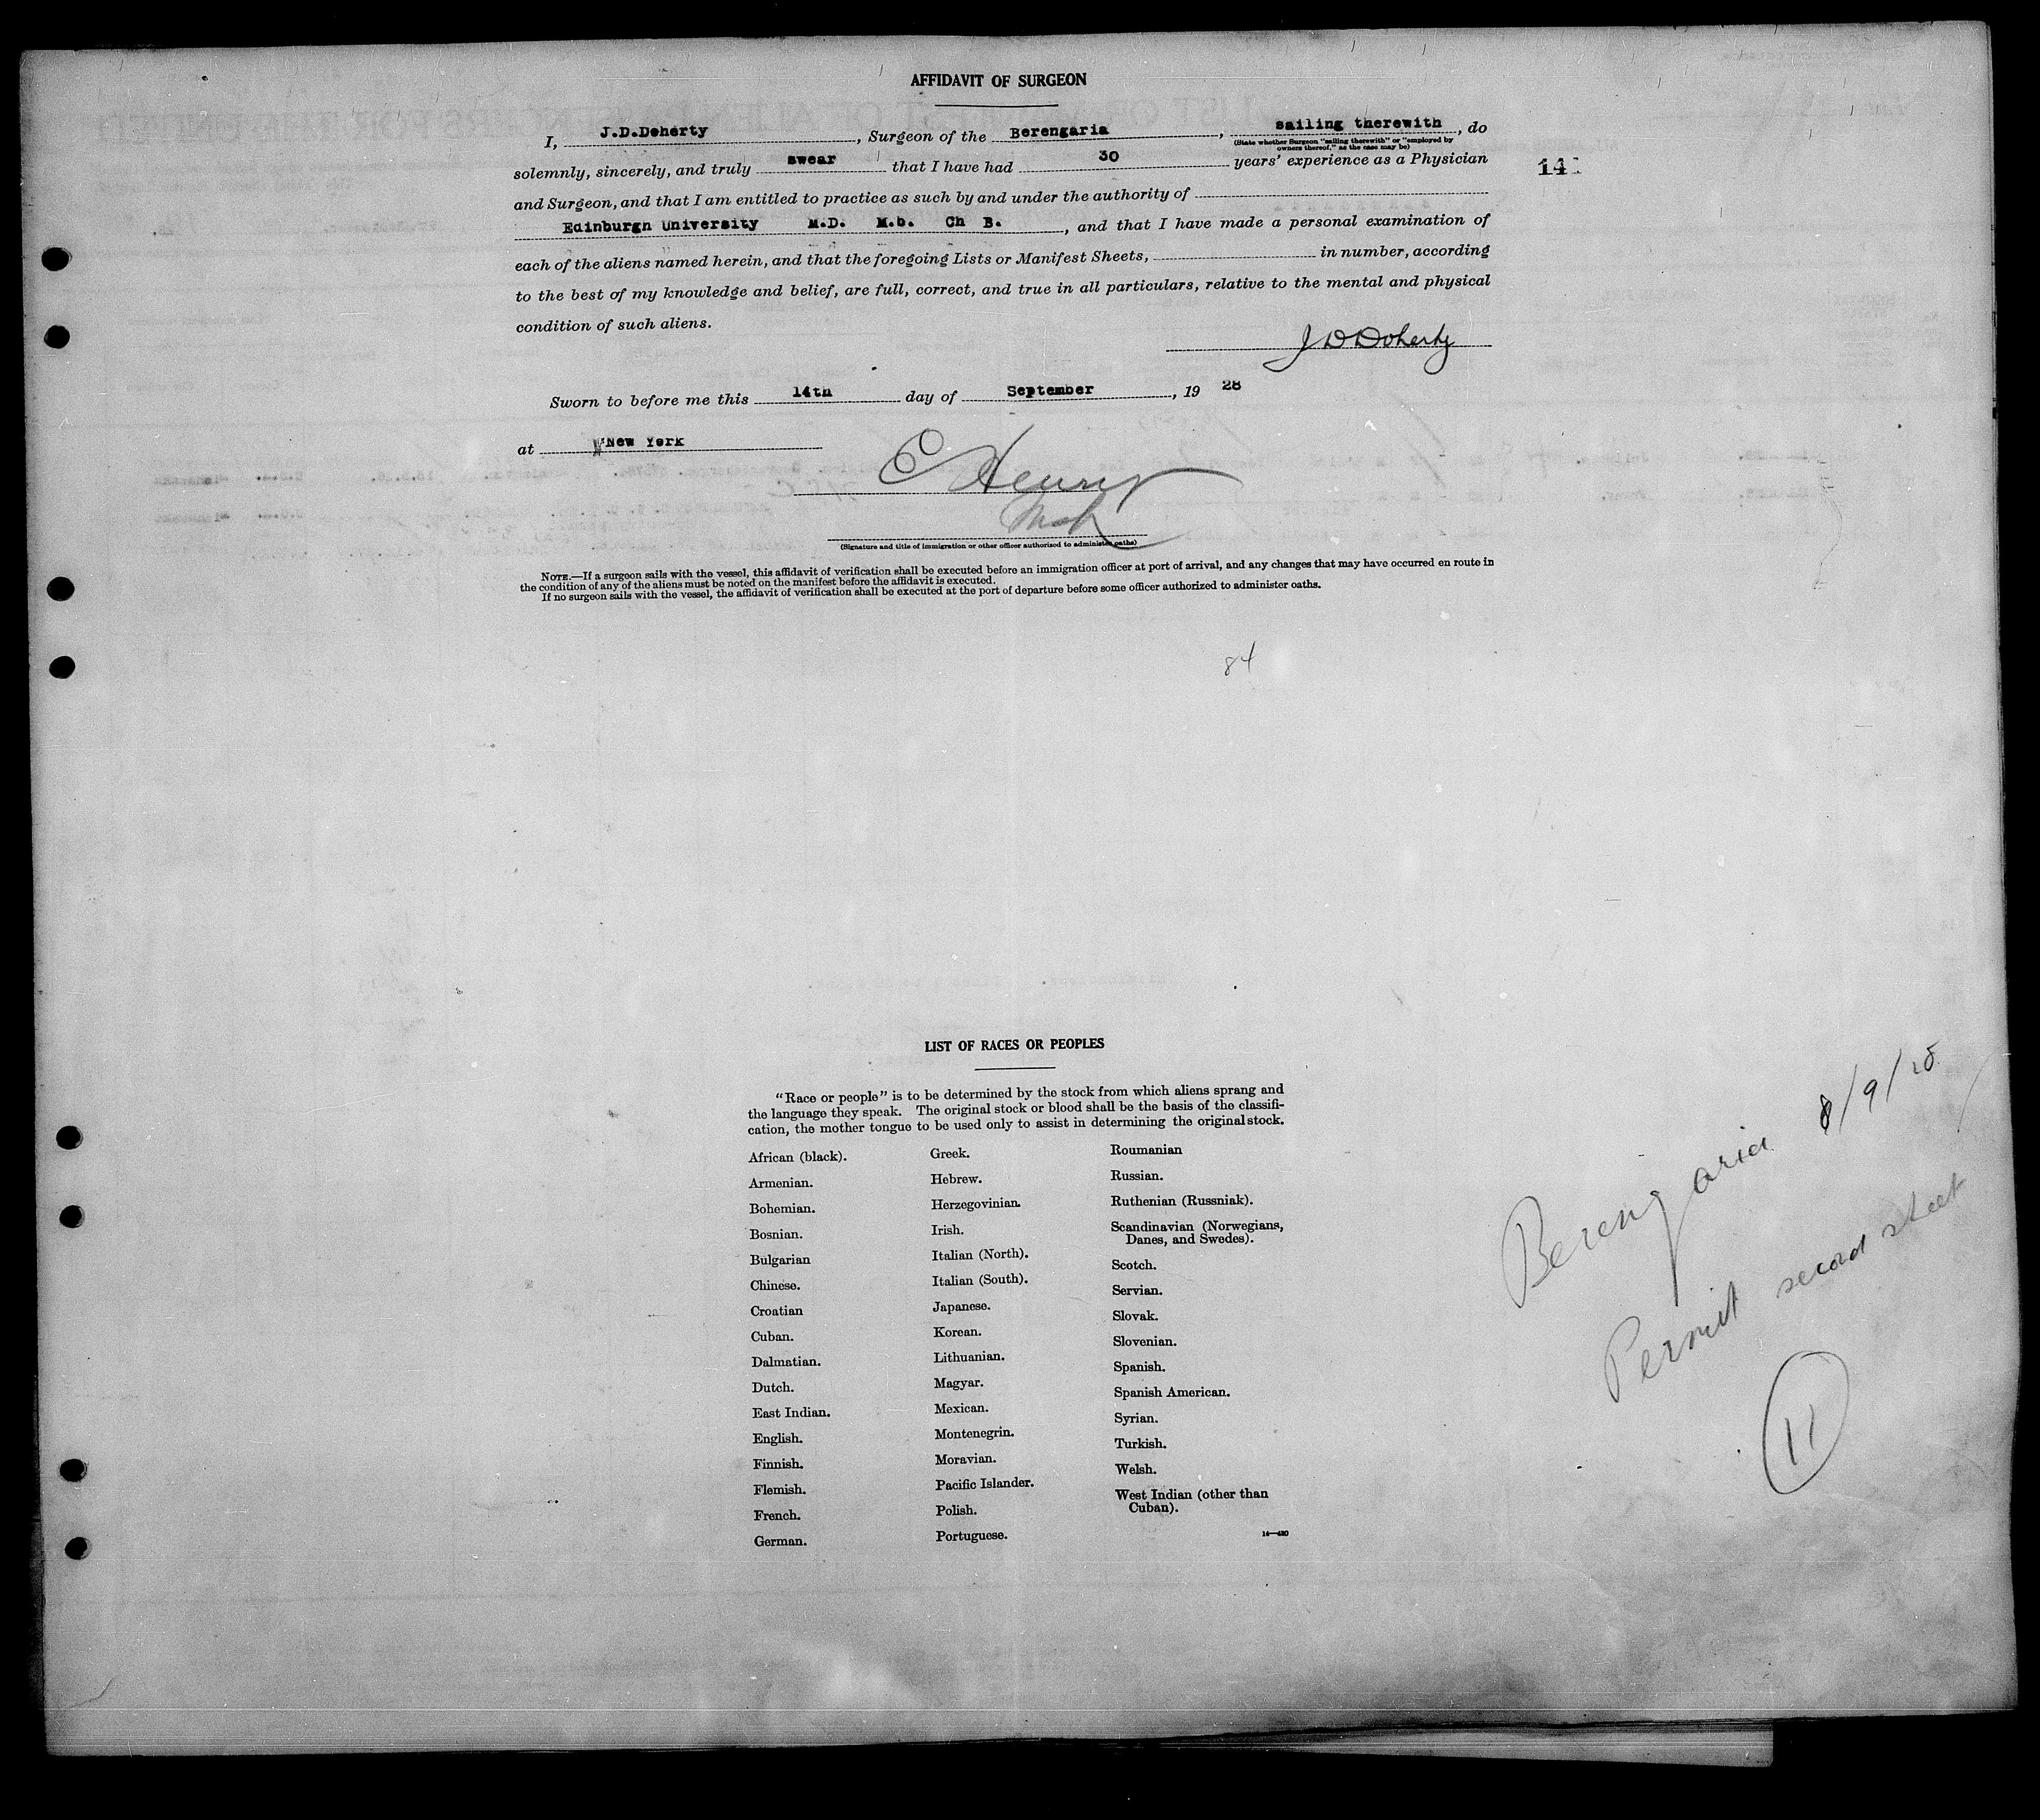 AFFIDAVIT OF SURGEON
I, J.D.Doherty, Surgeon of the Berengaria, sailing therewith, do
(State whether Surgeon "sailing therewith" or "employed by
owners thereof," as the case may be)
solemnly, sincerely, and truly swear that I have had 30 years' experience as a Physician
14
and Surgeon, and that I am entitled to practice as such by and under the authority of
Edinburgh University M.D. M.b. Ch B., and that I have made a personal examination of
each of the aliens named herein, and that the foregoing Lists or Manifest Sheets, in number, according
to the best of my knowledge and belief, are full, correct, and true in all particulars, relative to the mental and physical
condition of such aliens.
J D Doherty
Sworn to before me this 14th day of September, 19 28
at New York
C Henry
(Signature and title of immigration or other officer authorized to administer oaths)
NOTE.—If a surgeon sails with the vessel, this affidavit of verification shall be executed before an immigration officer at port of arrival, and any changes that may have occurred en route in
the condition of any of the aliens must be noted on the manifest before the affidavit is executed.
If no surgeon sails with the vessel, the affidavit of verification shall be executed at the port of departure before some officer authorized to administer oaths.
84
LIST OF RACES OR PEOPLES
"Race or people" is to be determined by the stock from which aliens sprang and
the language they speak. The original stock or blood shall be the basis of the classifi-
cation, the mother tongue to be used only to assist in determining the original stock.
African (black).
Armenian.
Bohemian.
Bosnian.
Bulgarian
Chinese.
Croatian
Cuban.
Dalmatian.
Dutch.
East Indian.
English.
Finnish.
Flemish.
French.
German.
Greek.
Hebrew.
Herzegovinian.
Irish.
Italian (North).
Italian (South).
Japanese.
Korean.
Lithuanian.
Magyar.
Mexican.
Montenegrin.
Moravian.
Pacific Islander.
Polish.
Portuguese.
Roumanian
Russian.
Ruthenian (Russniak).
Scandinavian (Norwegians,
Danes, and Swedes).
Scotch.
Servian.
Slovak.
Slovenian.
Spanish.
Spanish American.
Syrian.
Turkish.
Welsh.
West Indian (other than
Cuban).
14—430
Berengaria 8/9/28
Permit second sheet
11